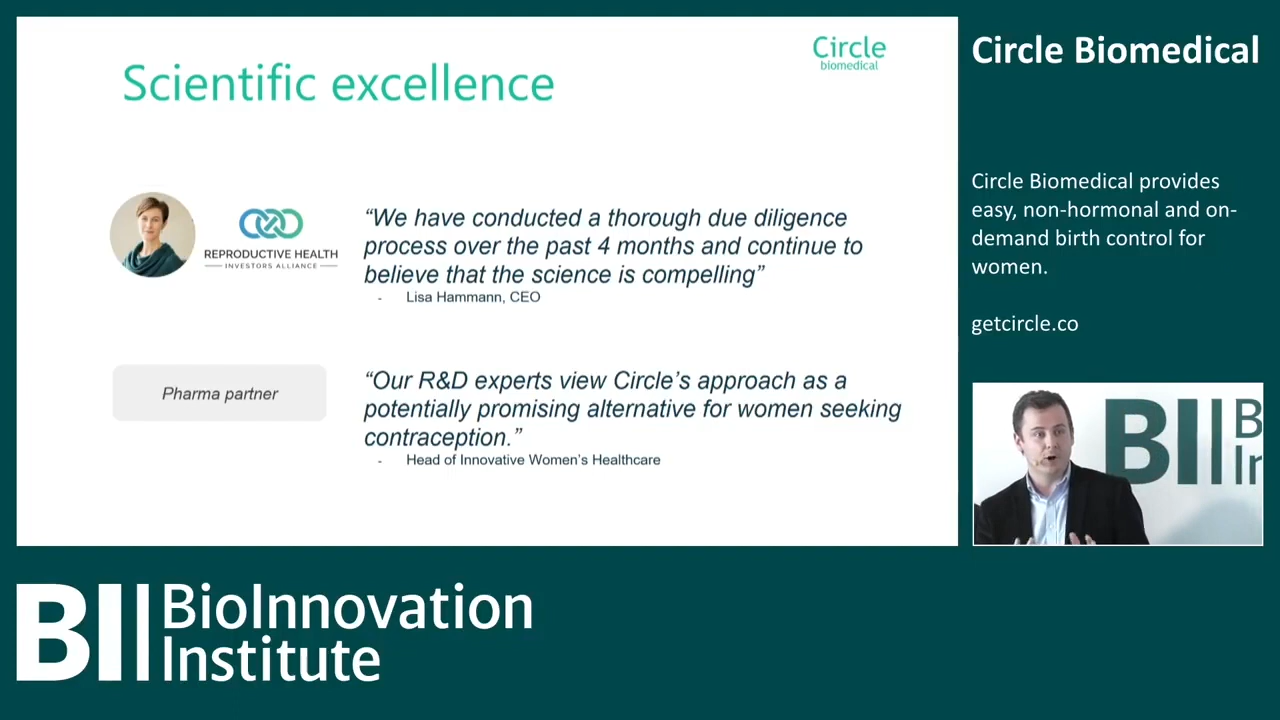 Circle
biomedical
Scientific excellence
REPRODUCTIVE HEALTH
INVESTORS ALLIANCE
“We have conducted a thorough due diligence
process over the past 4 months and continue to
believe that the science is compelling”
- Lisa Hammann, CEO
Pharma partner
“Our R&D experts view Circle’s approach as a
potentially promising alternative for women seeking
contraception.”
- Head of Innovative Women’s Healthcare
Circle Biomedical
Circle Biomedical provides
easy, non-hormonal and on-
demand birth control for
women.
getcircle.co
BII B
In
BII BioInnovation
Institute